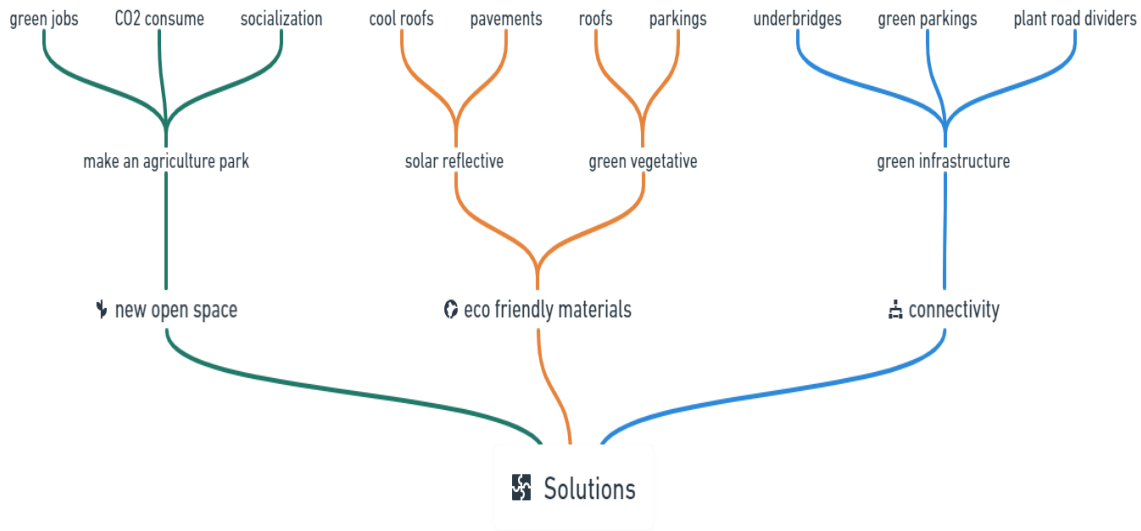 green jobs CO2 consume socialization cool roofs pavements roofs parkings underbridges green parkings plant road dividers
make an agriculture park solar reflective green vegetative green infrastructure
new open space eco friendly materials connectivity
Solutions